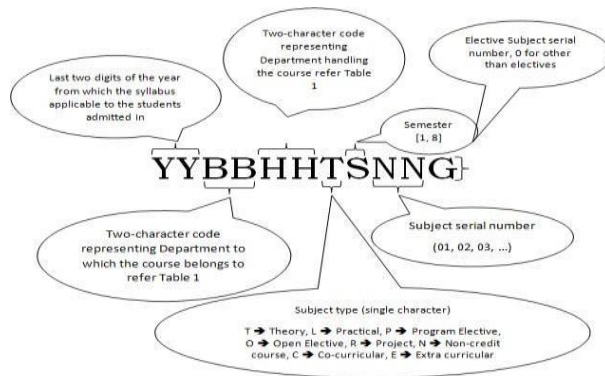 Two-character code
representing
Department handling
the course refer Table
1
Elective Subject serial
number, 0 for other
than electives
Last two digits of the year
from which the syllabus
applicable to the students
admitted in
Semester
[1, 8]
YYBBHHTSNNG
Two-character code
representing Department to
which the course belongs to
refer Table 1
Subject serial number
(01, 02, 03, ...)
Subject type (single character)
T ➔ Theory, L ➔ Practical, P ➔ Program Elective,
O ➔ Open Elective, R ➔ Project, N ➔ Non-credit
course, C ➔ Co-curricular, E ➔ Extra curricular